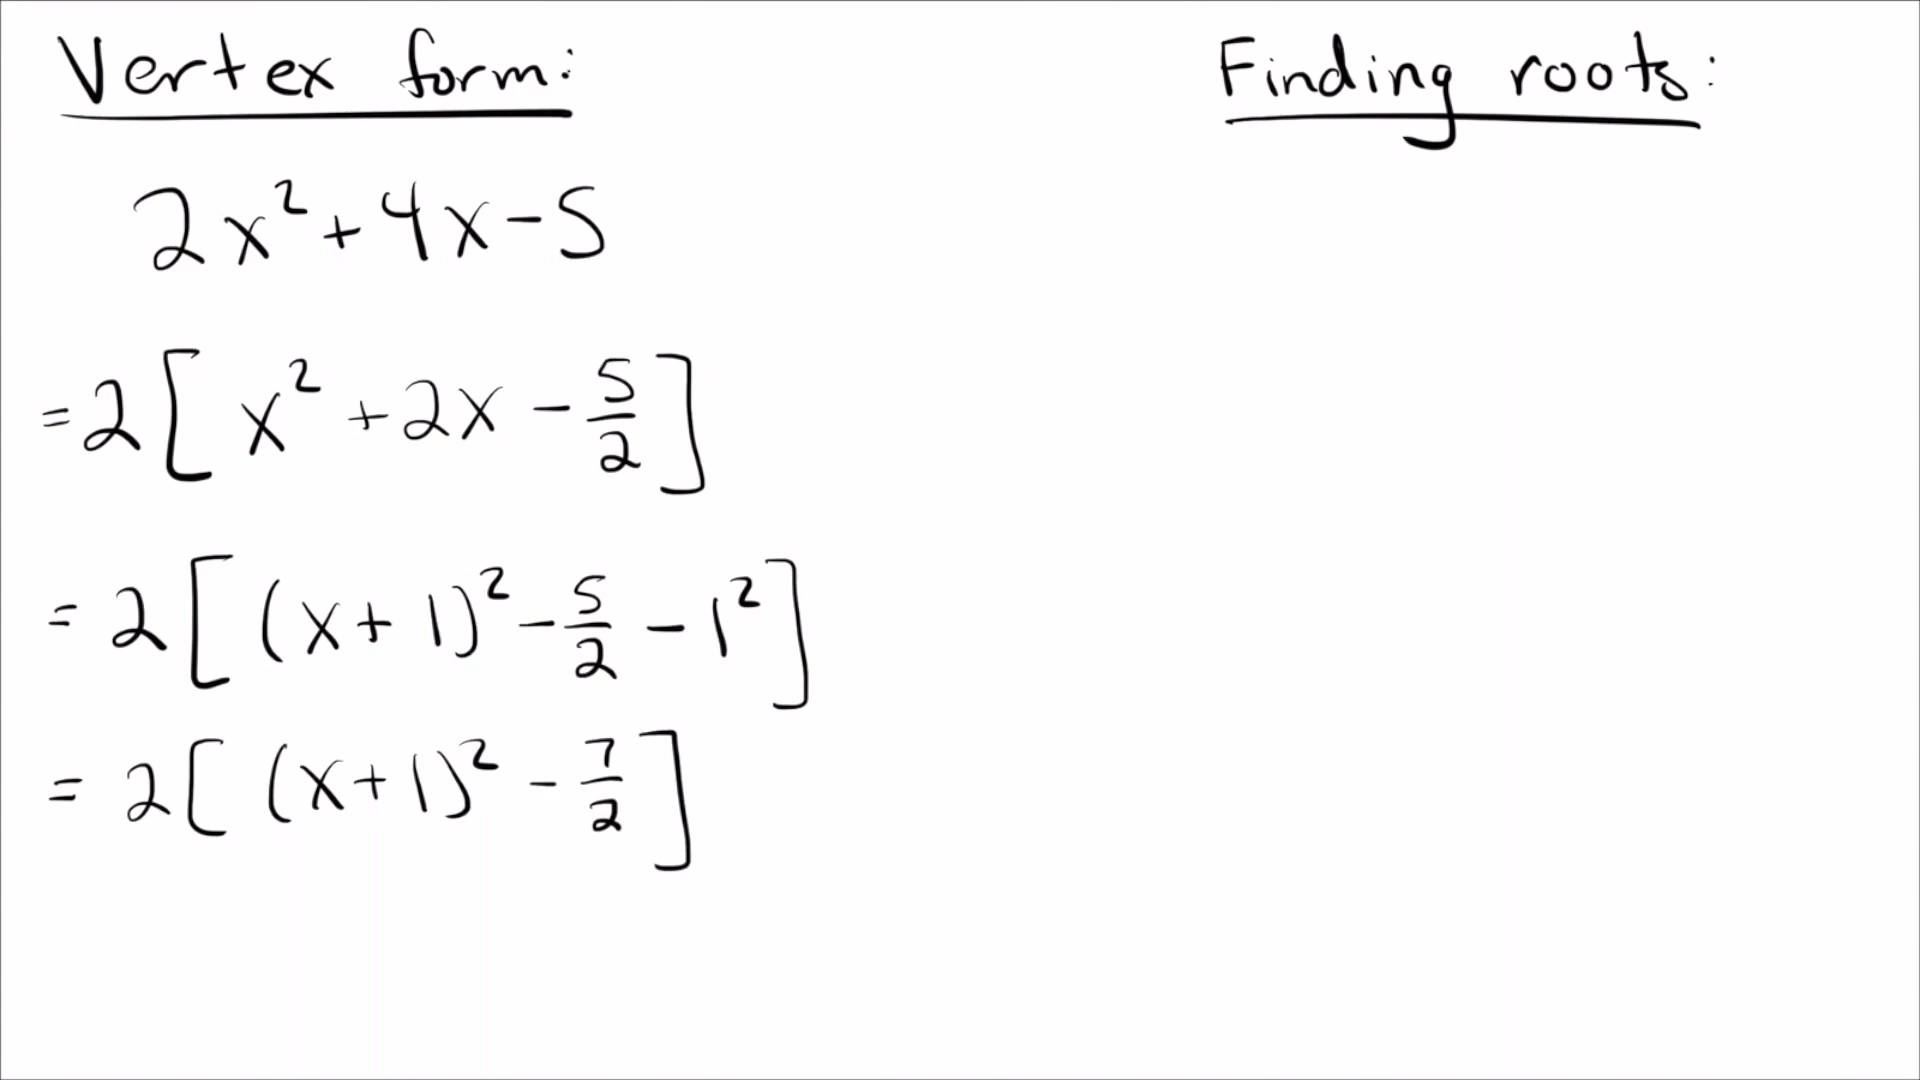 Vertex form:
2x² + 4x - 5
= 2[x² + 2x - 5/2]
= 2[(x + 1)² - 5/2 - 1²]
= 2[(x + 1)² - 7/2]
Finding roots: